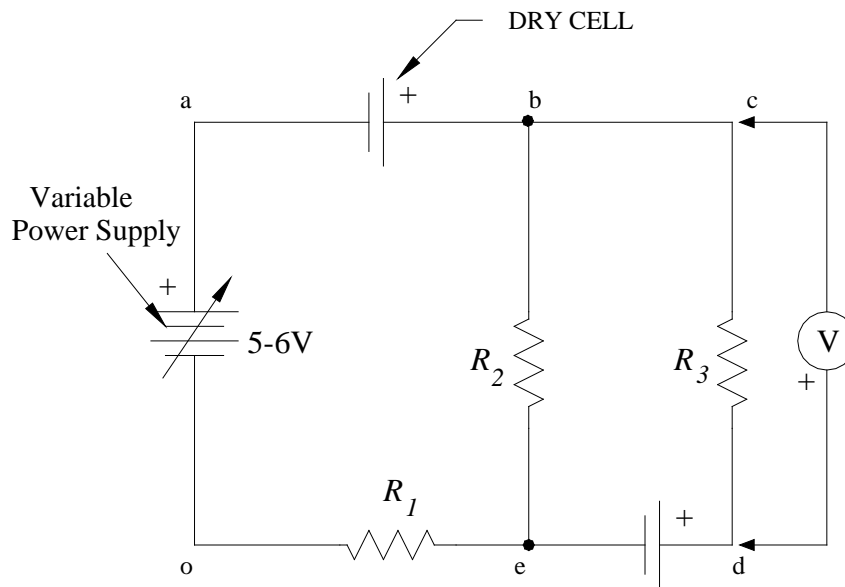 DRY CELL
+
a
b
c
Variable
Power Supply
+
5-6V
R2
R3
V
+
R1
+
o
e
d